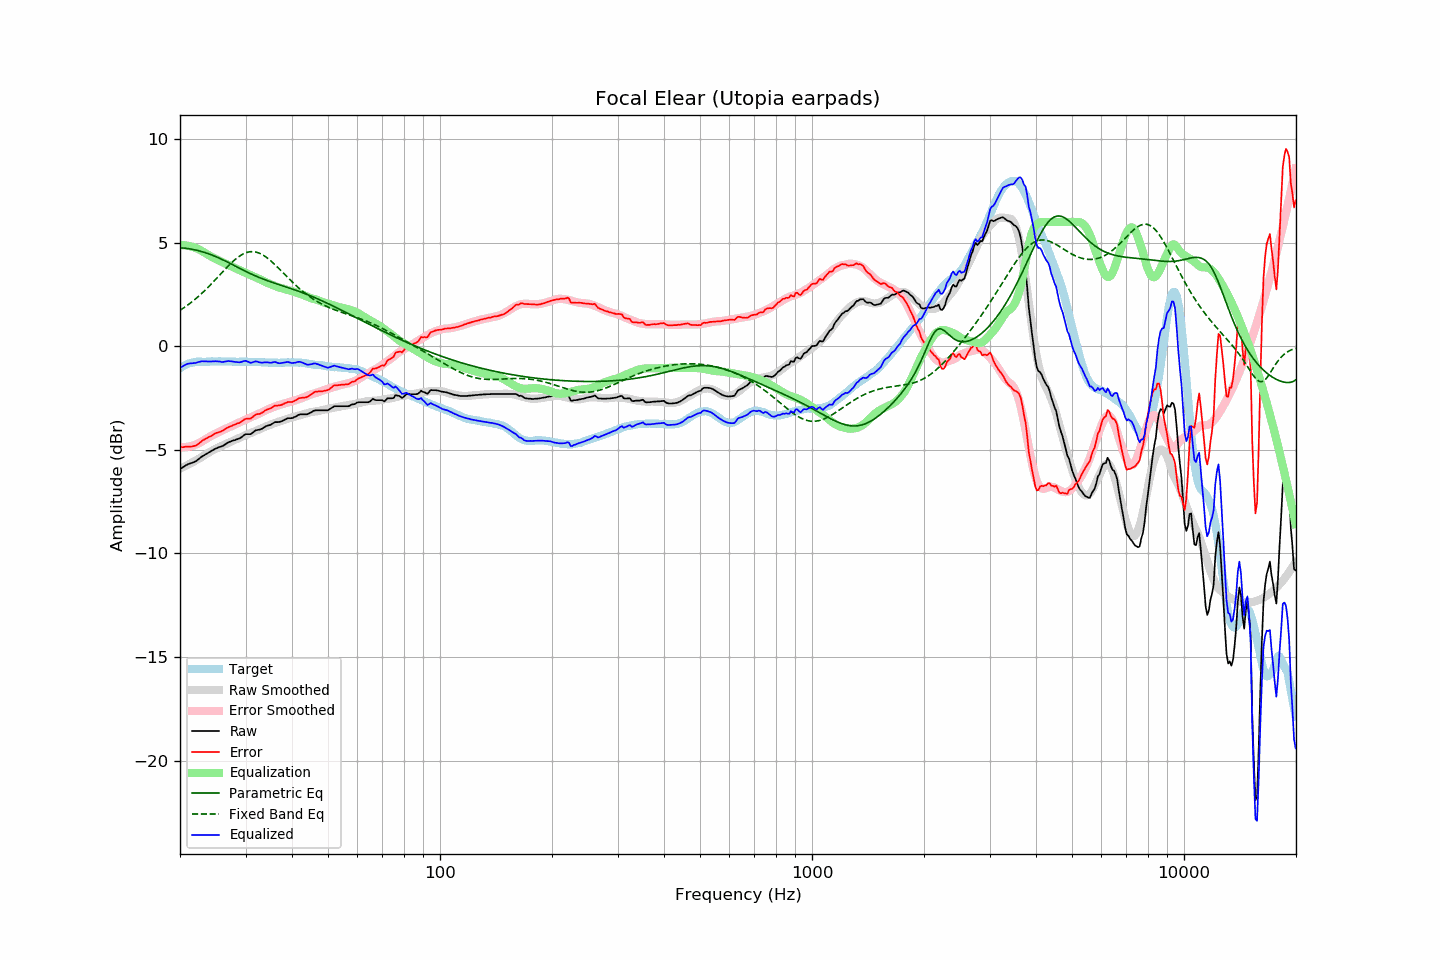 Focal Elear (Utopia earpads)
10
5
0
−5
−10
−15
−20
Amplitude (dBr)
Target
Raw Smoothed
Error Smoothed
Raw
Error
Equalization
Parametric Eq
Fixed Band Eq
Equalized
100
1000
10000
Frequency (Hz)